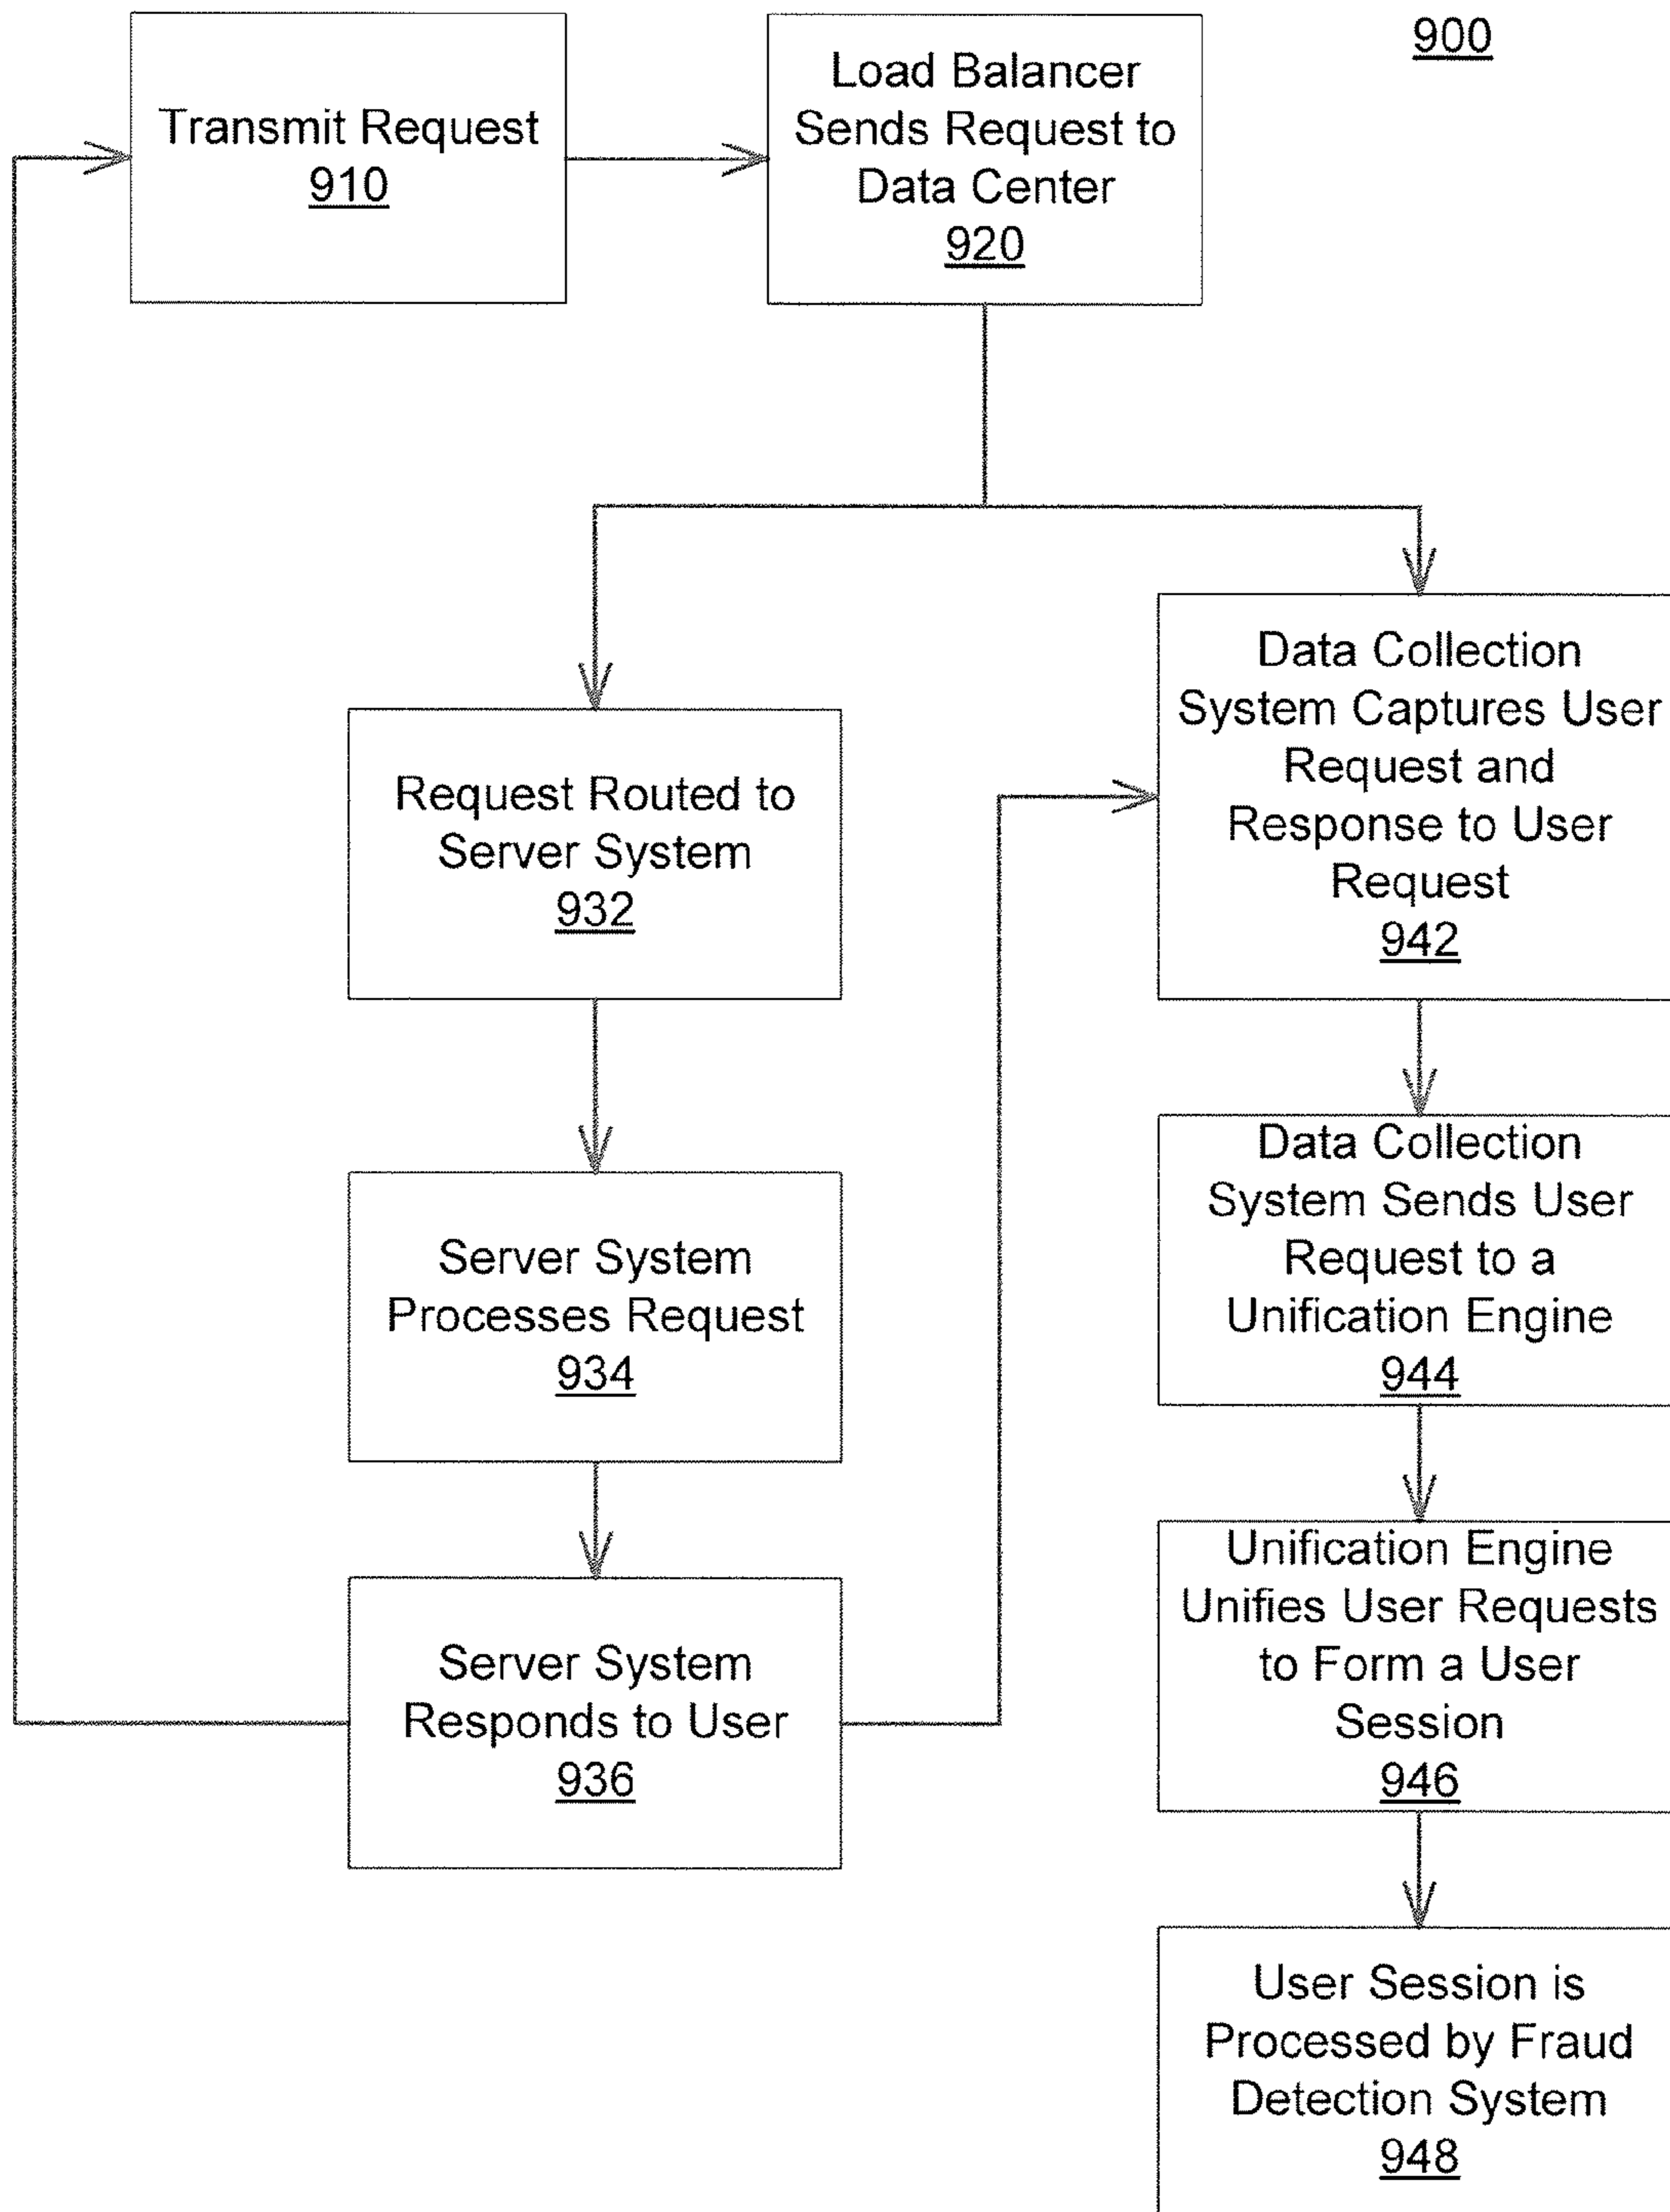 900
Transmit Request
910
Load Balancer
Sends Request to
Data Center
920
Request Routed to
Server System
932
Server System
Processes Request
934
Server System
Responds to User
936
Data Collection
System Captures User
Request and
Response to User
Request
942
Data Collection
System Sends User
Request to a
Unification Engine
944
Unification Engine
Unifies User Requests
to Form a User
Session
946
User Session is
Processed by Fraud
Detection System
948